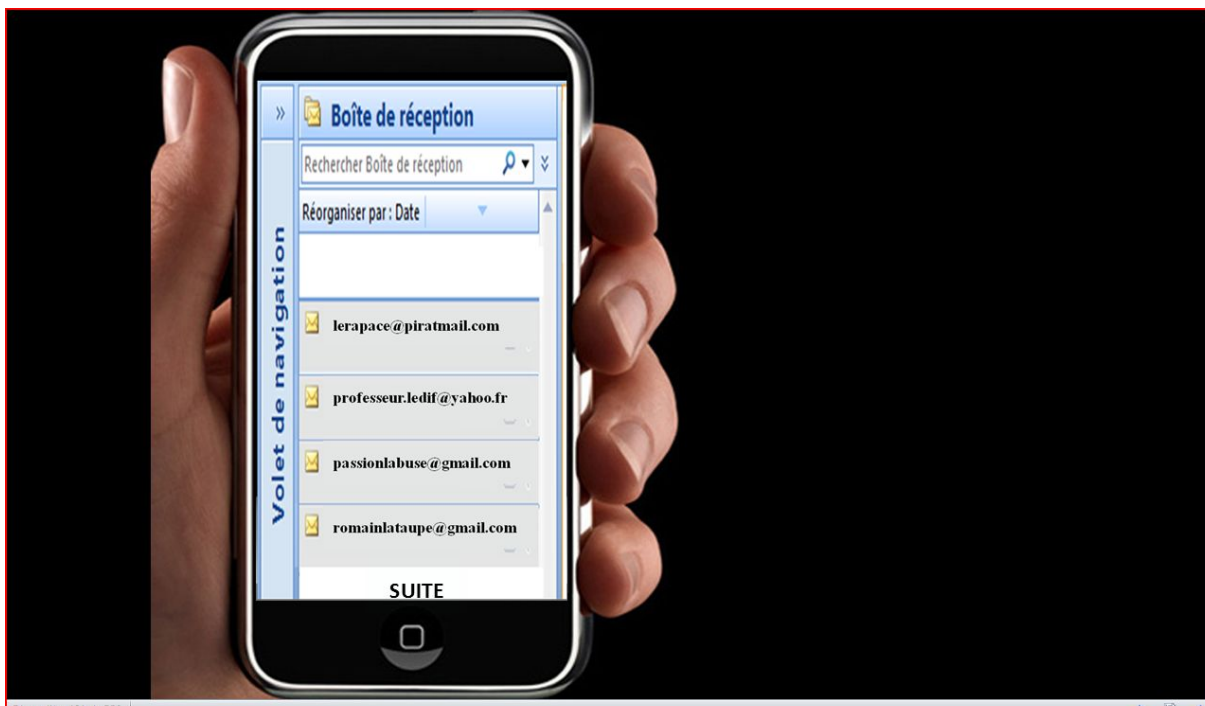 » Boîte de réception
Rechercher Boîte de réception
Réorganiser par : Date
Volet de navigation
lerapace@piratmail.com
professeur.ledif@yahoo.fr
passionlabuse@gmail.com
romainlataupe@gmail.com
SUITE